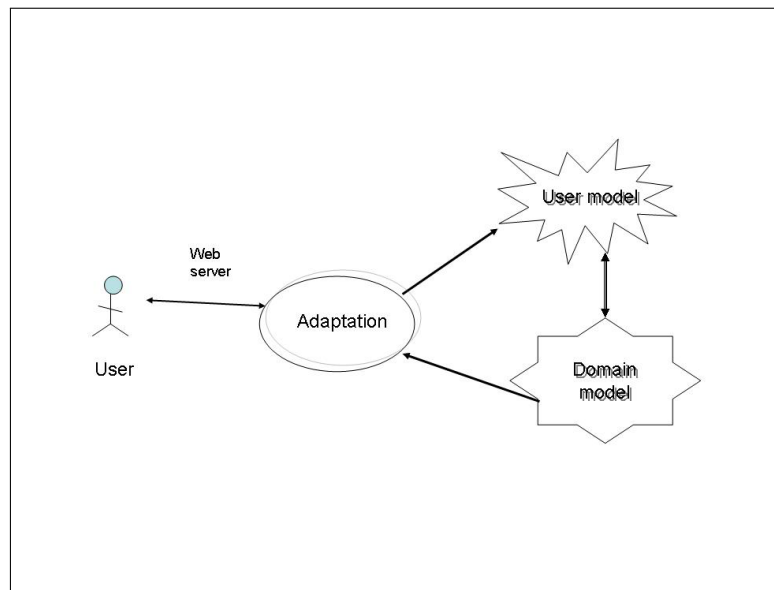 User model
Web
server
Adaptation
User
Domain
model